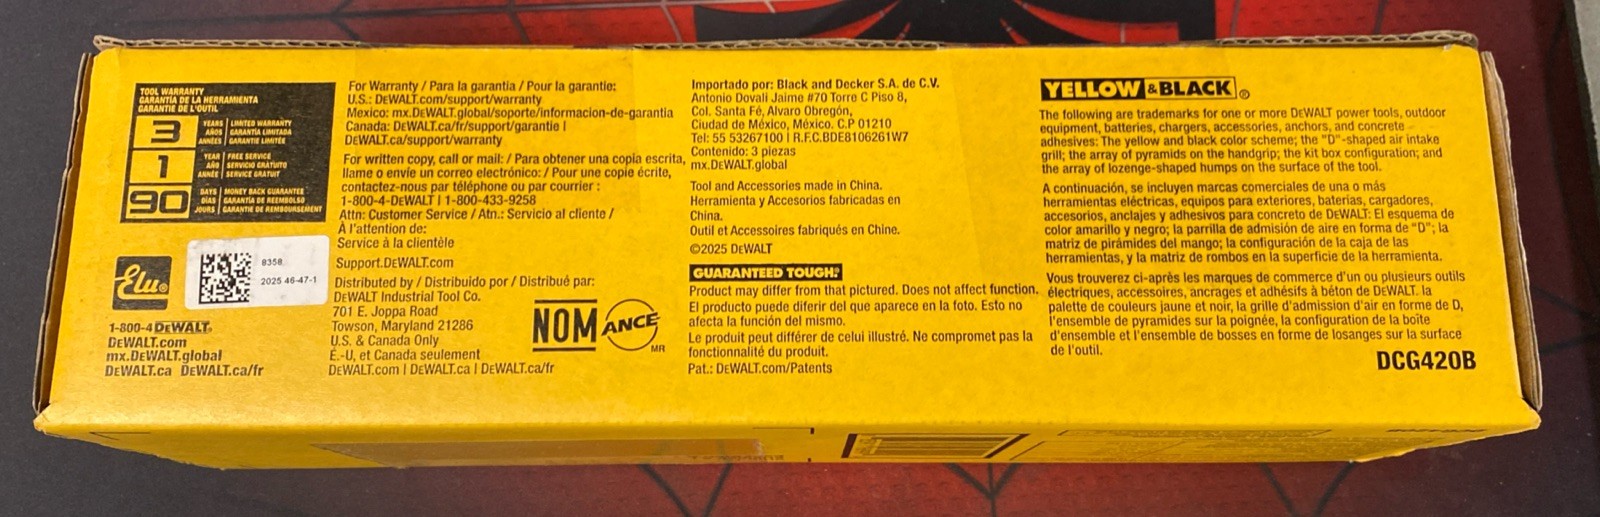 TOOL WARRANTY
GARANTÍA DE LA HERRAMIENTA
GARANTIE DE L'OUTIL
3 YEARS | LIMITED WARRANTY
AÑOS | GARANTÍA LIMITADA
ANNÉES | GARANTIE LIMITÉE
1 YEAR | FREE SERVICE
AÑO | SERVICIO GRATUITO
ANNÉE | SERVICE GRATUIT
90 DAYS | MONEY BACK GUARANTEE
DÍAS | GARANTÍA DE REEMBOLSO
JOURS | GARANTIE DE REMBOURSEMENT
Elu®
8358
2025 46-47-1
1-800-4 DEWALT®
DEWALT.com
mx.DEWALT.global
DEWALT.ca DEWALT.ca/fr
For Warranty / Para la garantía / Pour la garantie:
U.S.: DEWALT.com/support/warranty
Mexico: mx.DEWALT.global/soporte/informacion-de-garantia
Canada: DEWALT.ca/fr/support/garantie |
DEWALT.ca/support/warranty
For written copy, call or mail: / Para obtener una copia escrita,
llame o envíe un correo electrónico: / Pour une copie écrite,
contactez-nous par téléphone ou par courrier :
1-800-4-DEWALT | 1-800-433-9258
Attn: Customer Service / Atn.: Servicio al cliente /
À l'attention de:
Service à la clientèle
Support.DEWALT.com
Distributed by / Distribuido por / Distribué par:
DEWALT Industrial Tool Co.
701 E. Joppa Road
Towson, Maryland 21286
U.S. & Canada Only
É.-U, et Canada seulement
DEWALT.com | DEWALT.ca | DEWALT.ca/fr
NOM ANCE MR
Importado por: Black and Decker S.A. de C.V.
Antonio Dovali Jaime #70 Torre C Piso 8,
Col. Santa Fé, Alvaro Obregón,
Ciudad de México, México. C.P 01210
Tel: 55 53267100 | R.F.C.BDE8106261W7
Contenido: 3 piezas
mx.DEWALT.global
Tool and Accessories made in China.
Herramienta y Accesorios fabricadas en
China.
Outil et Accessoires fabriqués en Chine.
©2025 DEWALT
GUARANTEED TOUGH®
Product may differ from that pictured. Does not affect function.
El producto puede diferir del que aparece en la foto. Esto no
afecta la función del mismo.
Le produit peut différer de celui illustré. Ne compromet pas la
fonctionnalité du produit.
Pat.: DEWALT.com/Patents
YELLOW & BLACK®
The following are trademarks for one or more DEWALT power tools, outdoor
equipment, batteries, chargers, accessories, anchors, and concrete
adhesives: The yellow and black color scheme; the "D"-shaped air intake
grill; the array of pyramids on the handgrip; the kit box configuration; and
the array of lozenge-shaped humps on the surface of the tool.
A continuación, se incluyen marcas comerciales de una o más
herramientas eléctricas, equipos para exteriores, baterías, cargadores,
accesorios, anclajes y adhesivos para concreto de DEWALT: El esquema de
color amarillo y negro; la parrilla de admisión de aire en forma de "D"; la
matriz de pirámides del mango; la configuración de la caja de las
herramientas, y la matriz de rombos en la superficie de la herramienta.
Vous trouverez ci-après les marques de commerce d'un ou plusieurs outils
électriques, accessoires, ancrages et adhésifs à béton de DEWALT. la
palette de couleurs jaune et noir, la grille d'admission d'air en forme de D,
l'ensemble de pyramides sur la poignée, la configuration de la boîte
d'ensemble et l'ensemble de bosses en forme de losanges sur la surface
de l'outil.
DCG420B